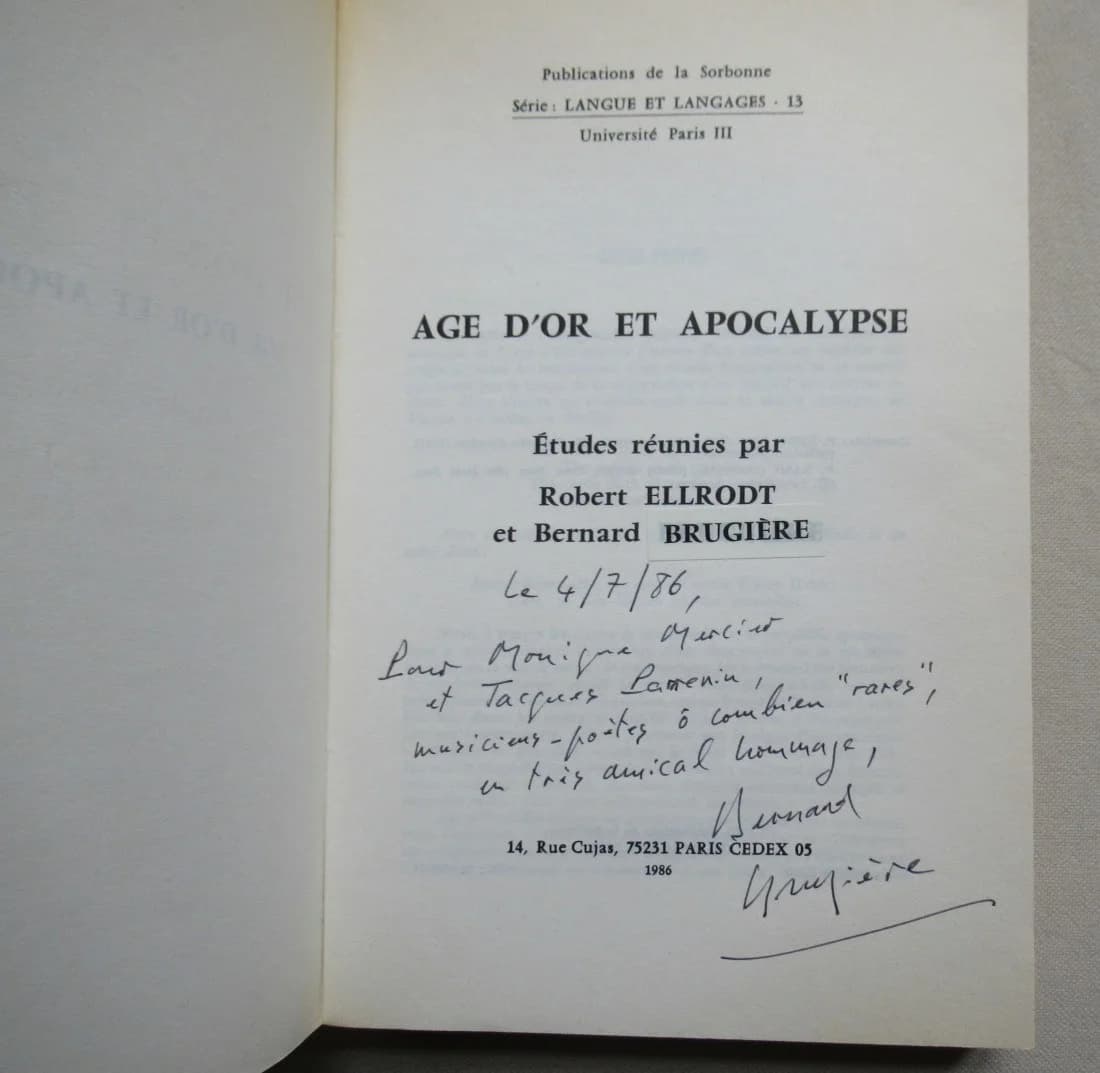 Publications de la Sorbonne
Série : LANGUE ET LANGAGES - 13
Université Paris III
AGE D'OR ET APOCALYPSE
Études réunies par
Robert ELLRODT
et Bernard BRUGIÈRE
Le 4/7/86,
Pour Monique Mercier
et Jacques
musiciens-poètes ô combien "rares",
en très amical hommage,
Bernard
14, Rue Cujas, 75231 PARIS CEDEX 05
1986
Brugière